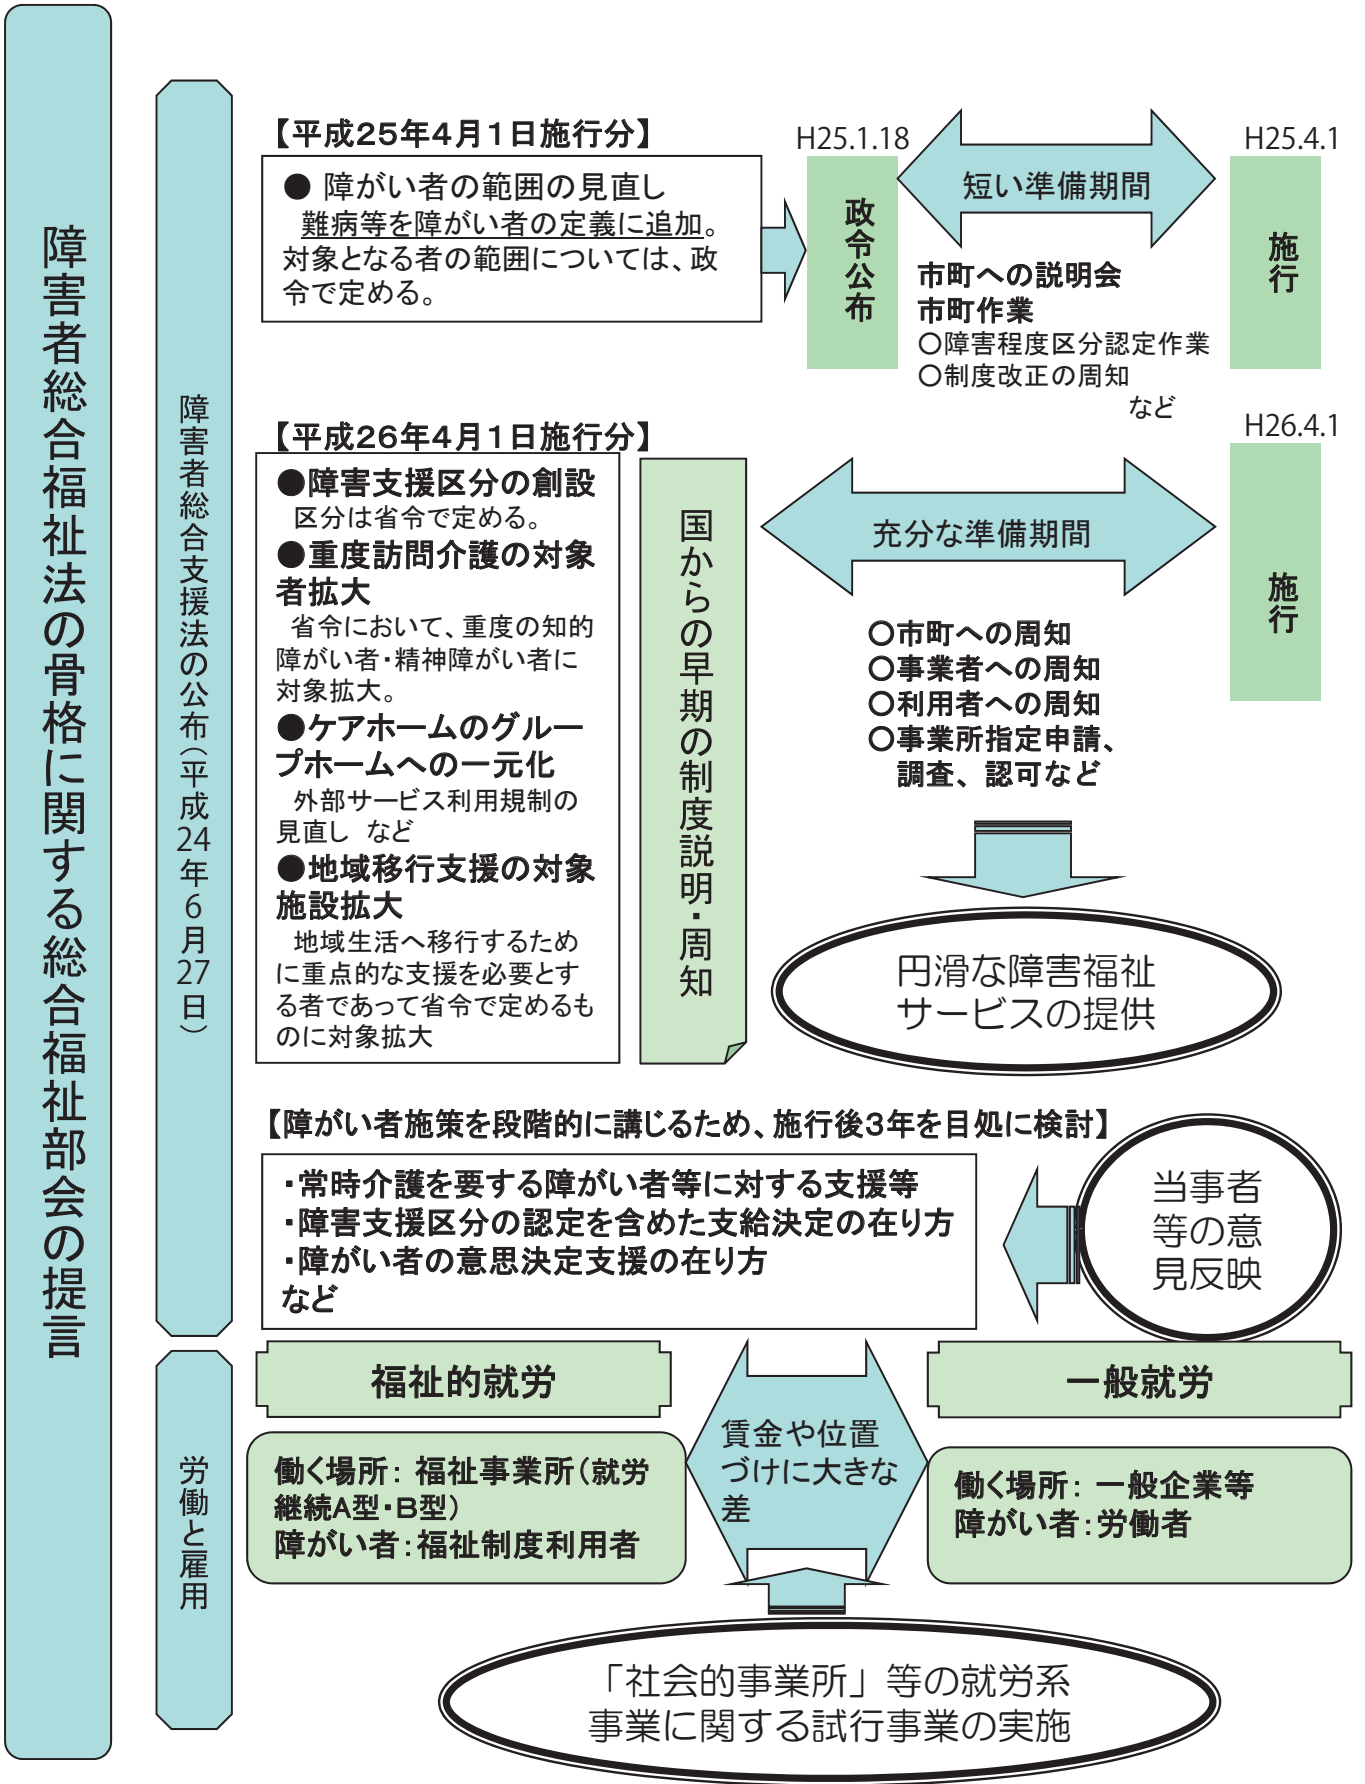 障害者総合福祉法の骨格に関する総合福祉部会の提言
障害者総合支援法の公布（平成24年6月27日）
【平成25年4月1日施行分】
● 障がい者の範囲の見直し
難病等を障がい者の定義に追加。
対象となる者の範囲については、政
令で定める。
H25.1.18
政令公布
短い準備期間
H25.4.1
施行
市町への説明会
市町作業
○障害程度区分認定作業
○制度改正の周知
など
【平成26年4月1日施行分】
●障害支援区分の創設
区分は省令で定める。
●重度訪問介護の対象
者拡大
省令において、重度の知的
障がい者・精神障がい者に
対象拡大。
●ケアホームのグルー
プホームへの一元化
外部サービス利用規制の
見直し など
●地域移行支援の対象
施設拡大
地域生活へ移行するため
に重点的な支援を必要とす
る者であって省令で定めるも
のに対象拡大
国からの早期の制度説明・周知
充分な準備期間
H26.4.1
施行
○市町への周知
○事業者への周知
○利用者への周知
○事業所指定申請、
調査、認可など
円滑な障害福祉
サービスの提供
【障がい者施策を段階的に講じるため、施行後3年を目処に検討】
・常時介護を要する障がい者等に対する支援等
・障害支援区分の認定を含めた支給決定の在り方
・障がい者の意思決定支援の在り方
など
当事者
等の意
見反映
労働と雇用
福祉的就労
働く場所：福祉事業所（就労
継続A型・B型）
障がい者：福祉制度利用者
賃金や位置
づけに大きな
差
一般就労
働く場所：一般企業等
障がい者：労働者
「社会的事業所」等の就労系
事業に関する試行事業の実施